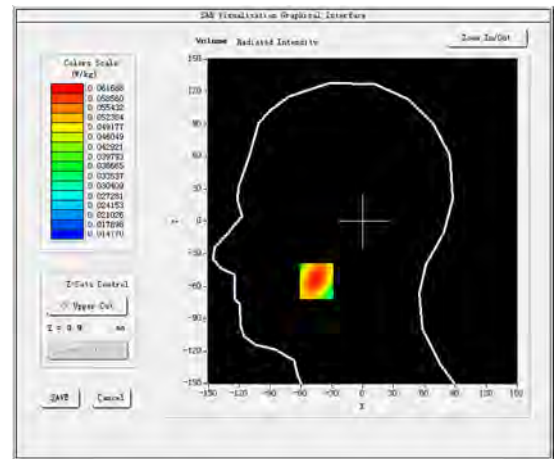 SAR Visualisation Graphical Interface
Volume Radiated Intensity
Zoom In/Out
Colors Scale
(W/kg)
0.061688
0.058560
0.055432
0.052304
0.049177
0.046049
0.042921
0.039793
0.036665
0.033537
0.030409
0.027281
0.024153
0.021026
0.017898
0.014770
Z-Cuts Control
Upper Cut
Z = 0.9 mm
SAVE
Cancel
150
120
90
60
30
0
-30
-60
-90
-120
-150
Y
-150 -120 -90 -60 -30 0 30 60 90 120 150
X